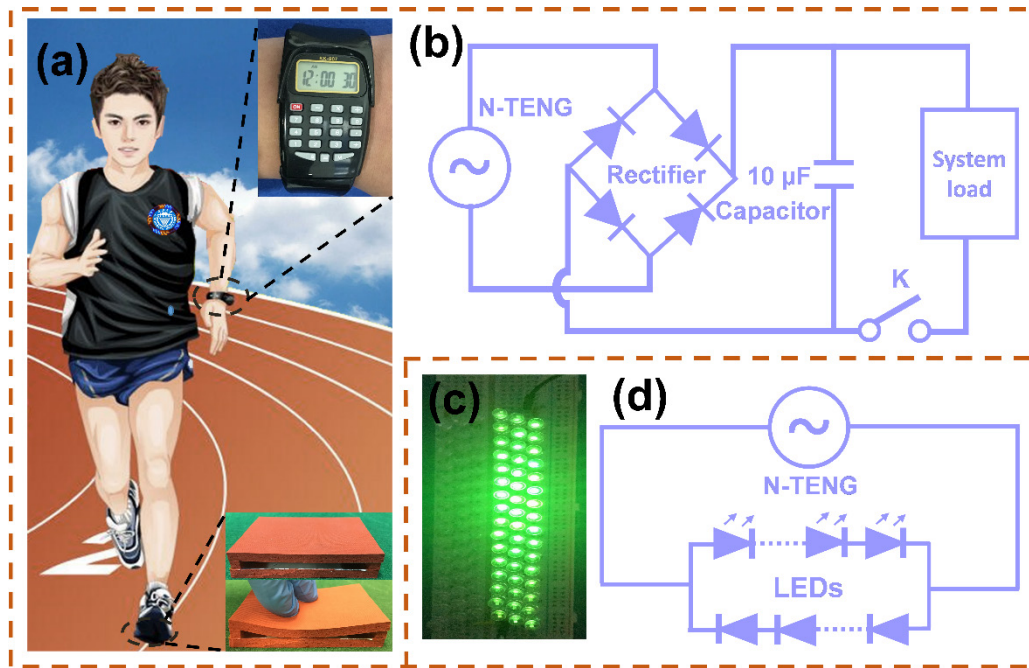 (a)
12:00 30
ON
(b)
N-TENG
Rectifier
10 µF
Capacitor
System
load
K
(c)
(d)
N-TENG
LEDs